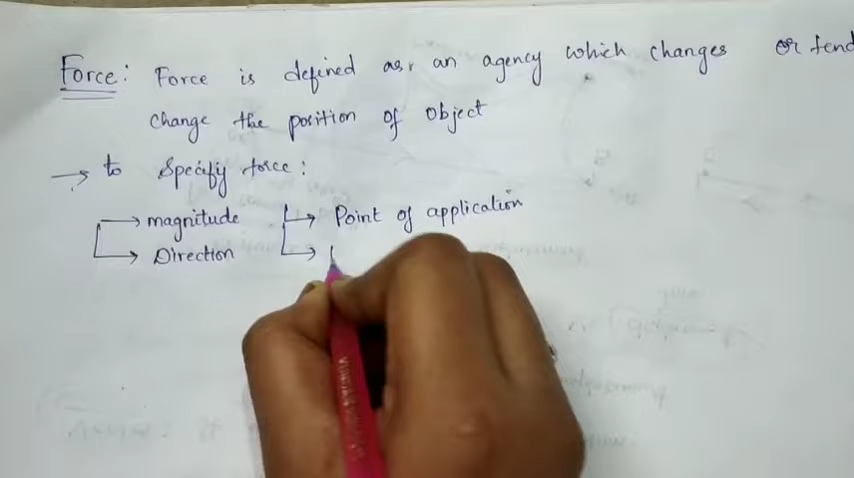 Force: Force is defined as, an agency which changes or tend
change the position of object
→ to specify force:
→ magnitude → Point of application
→ Direction →